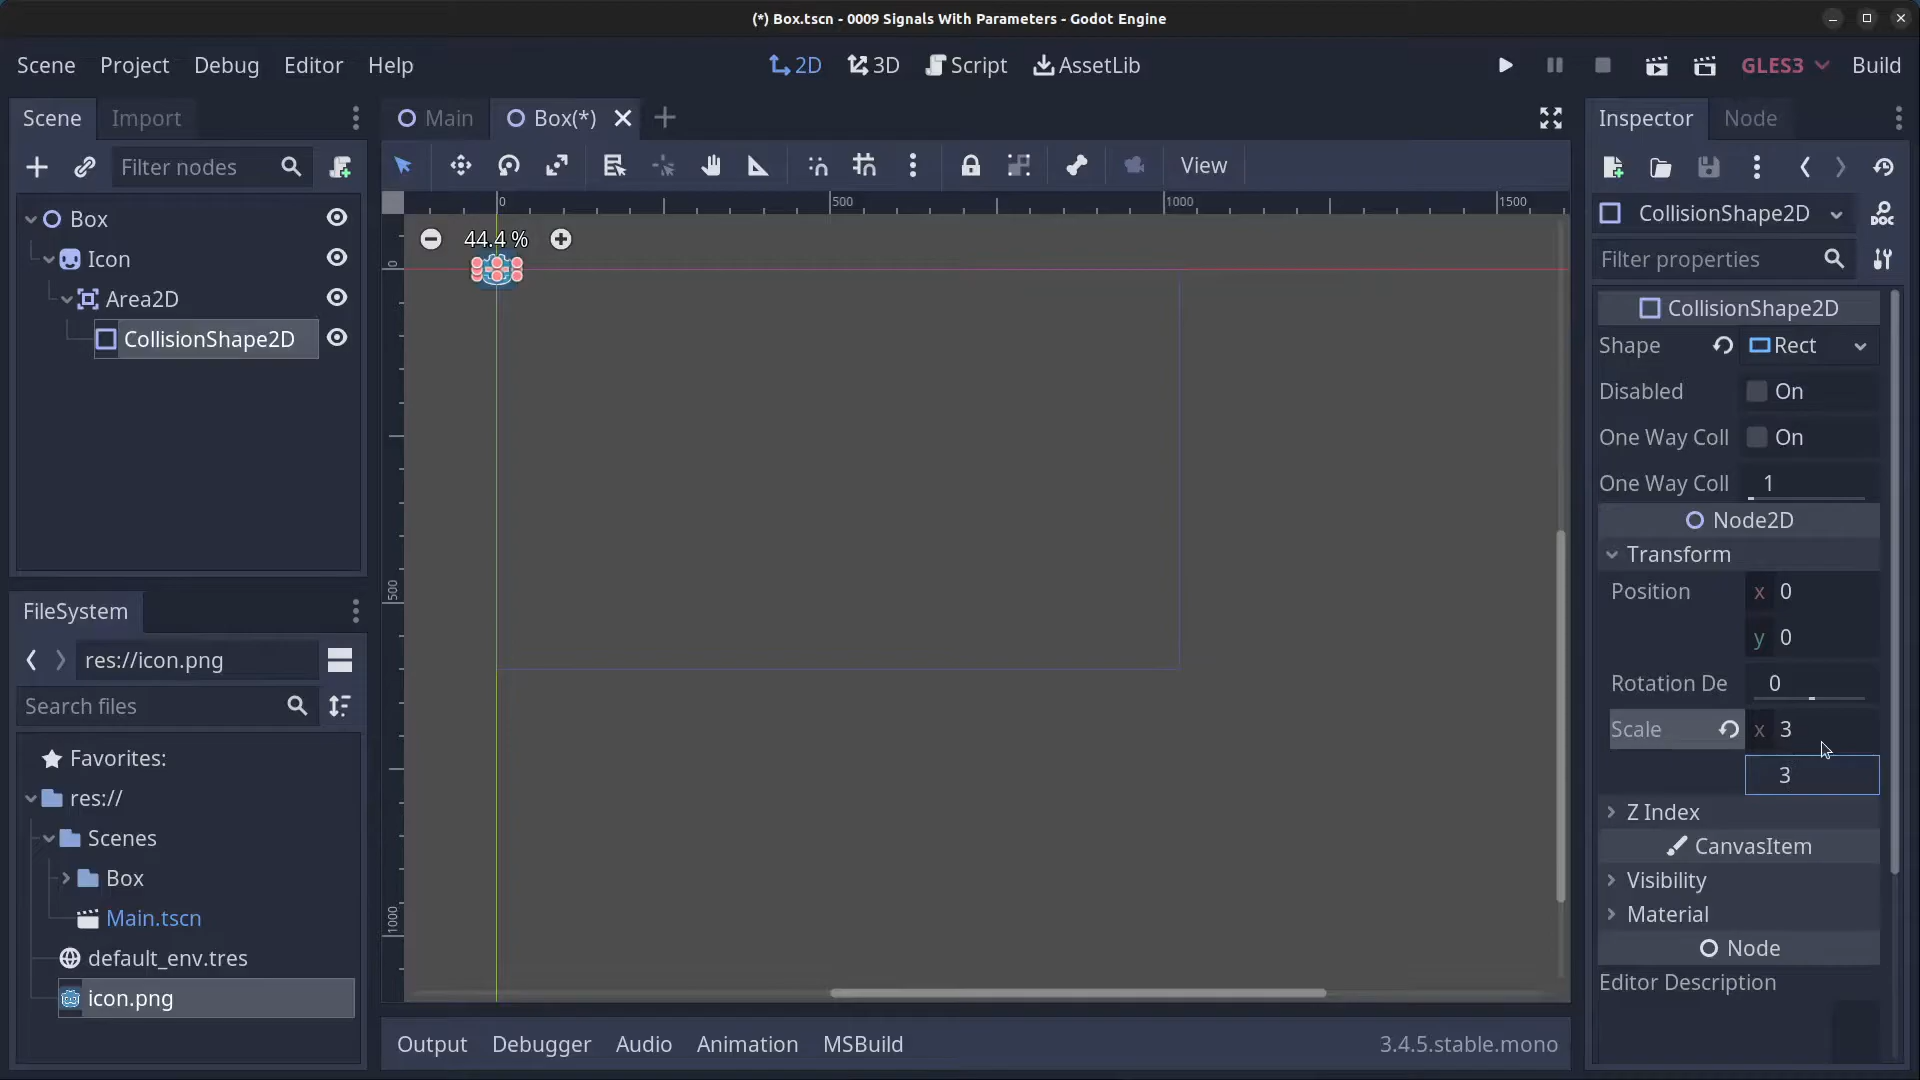 (*) Box.tscn - 0009 Signals With Parameters - Godot Engine
Scene Project Debug Editor Help
2D 3D Script AssetLib
GLES3 Build
Scene Import
Filter nodes
Box
Icon
Area2D
CollisionShape2D
FileSystem
res://icon.png
Search files
Favorites:
res://
Scenes
Box
Main.tscn
default_env.tres
icon.png
Main Box(*)
View
0 500 1000 1500
44.4 %
0
500
1000
Output Debugger Audio Animation MSBuild 3.4.5.stable.mono
Inspector Node
CollisionShape2D
DOC
Filter properties
CollisionShape2D
Shape Rect
Disabled On
One Way Coll On
One Way Coll 1
Node2D
Transform
Position x 0
y 0
Rotation De 0
Scale x 3
3
Z Index
CanvasItem
Visibility
Material
Node
Editor Description